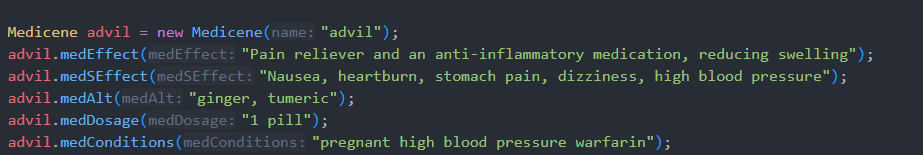 Medicene advil = new Medicene(name: "advil");
advil.medEffect(medEffect: "Pain reliever and an anti-inflammatory medication, reducing swelling");
advil.medSEffect(medSEffect: "Nausea, heartburn, stomach pain, dizziness, high blood pressure");
advil.medAlt(medAlt: "ginger, tumeric");
advil.medDosage(medDosage: "1 pill");
advil.medConditions(medConditions: "pregnant high blood pressure warfarin");